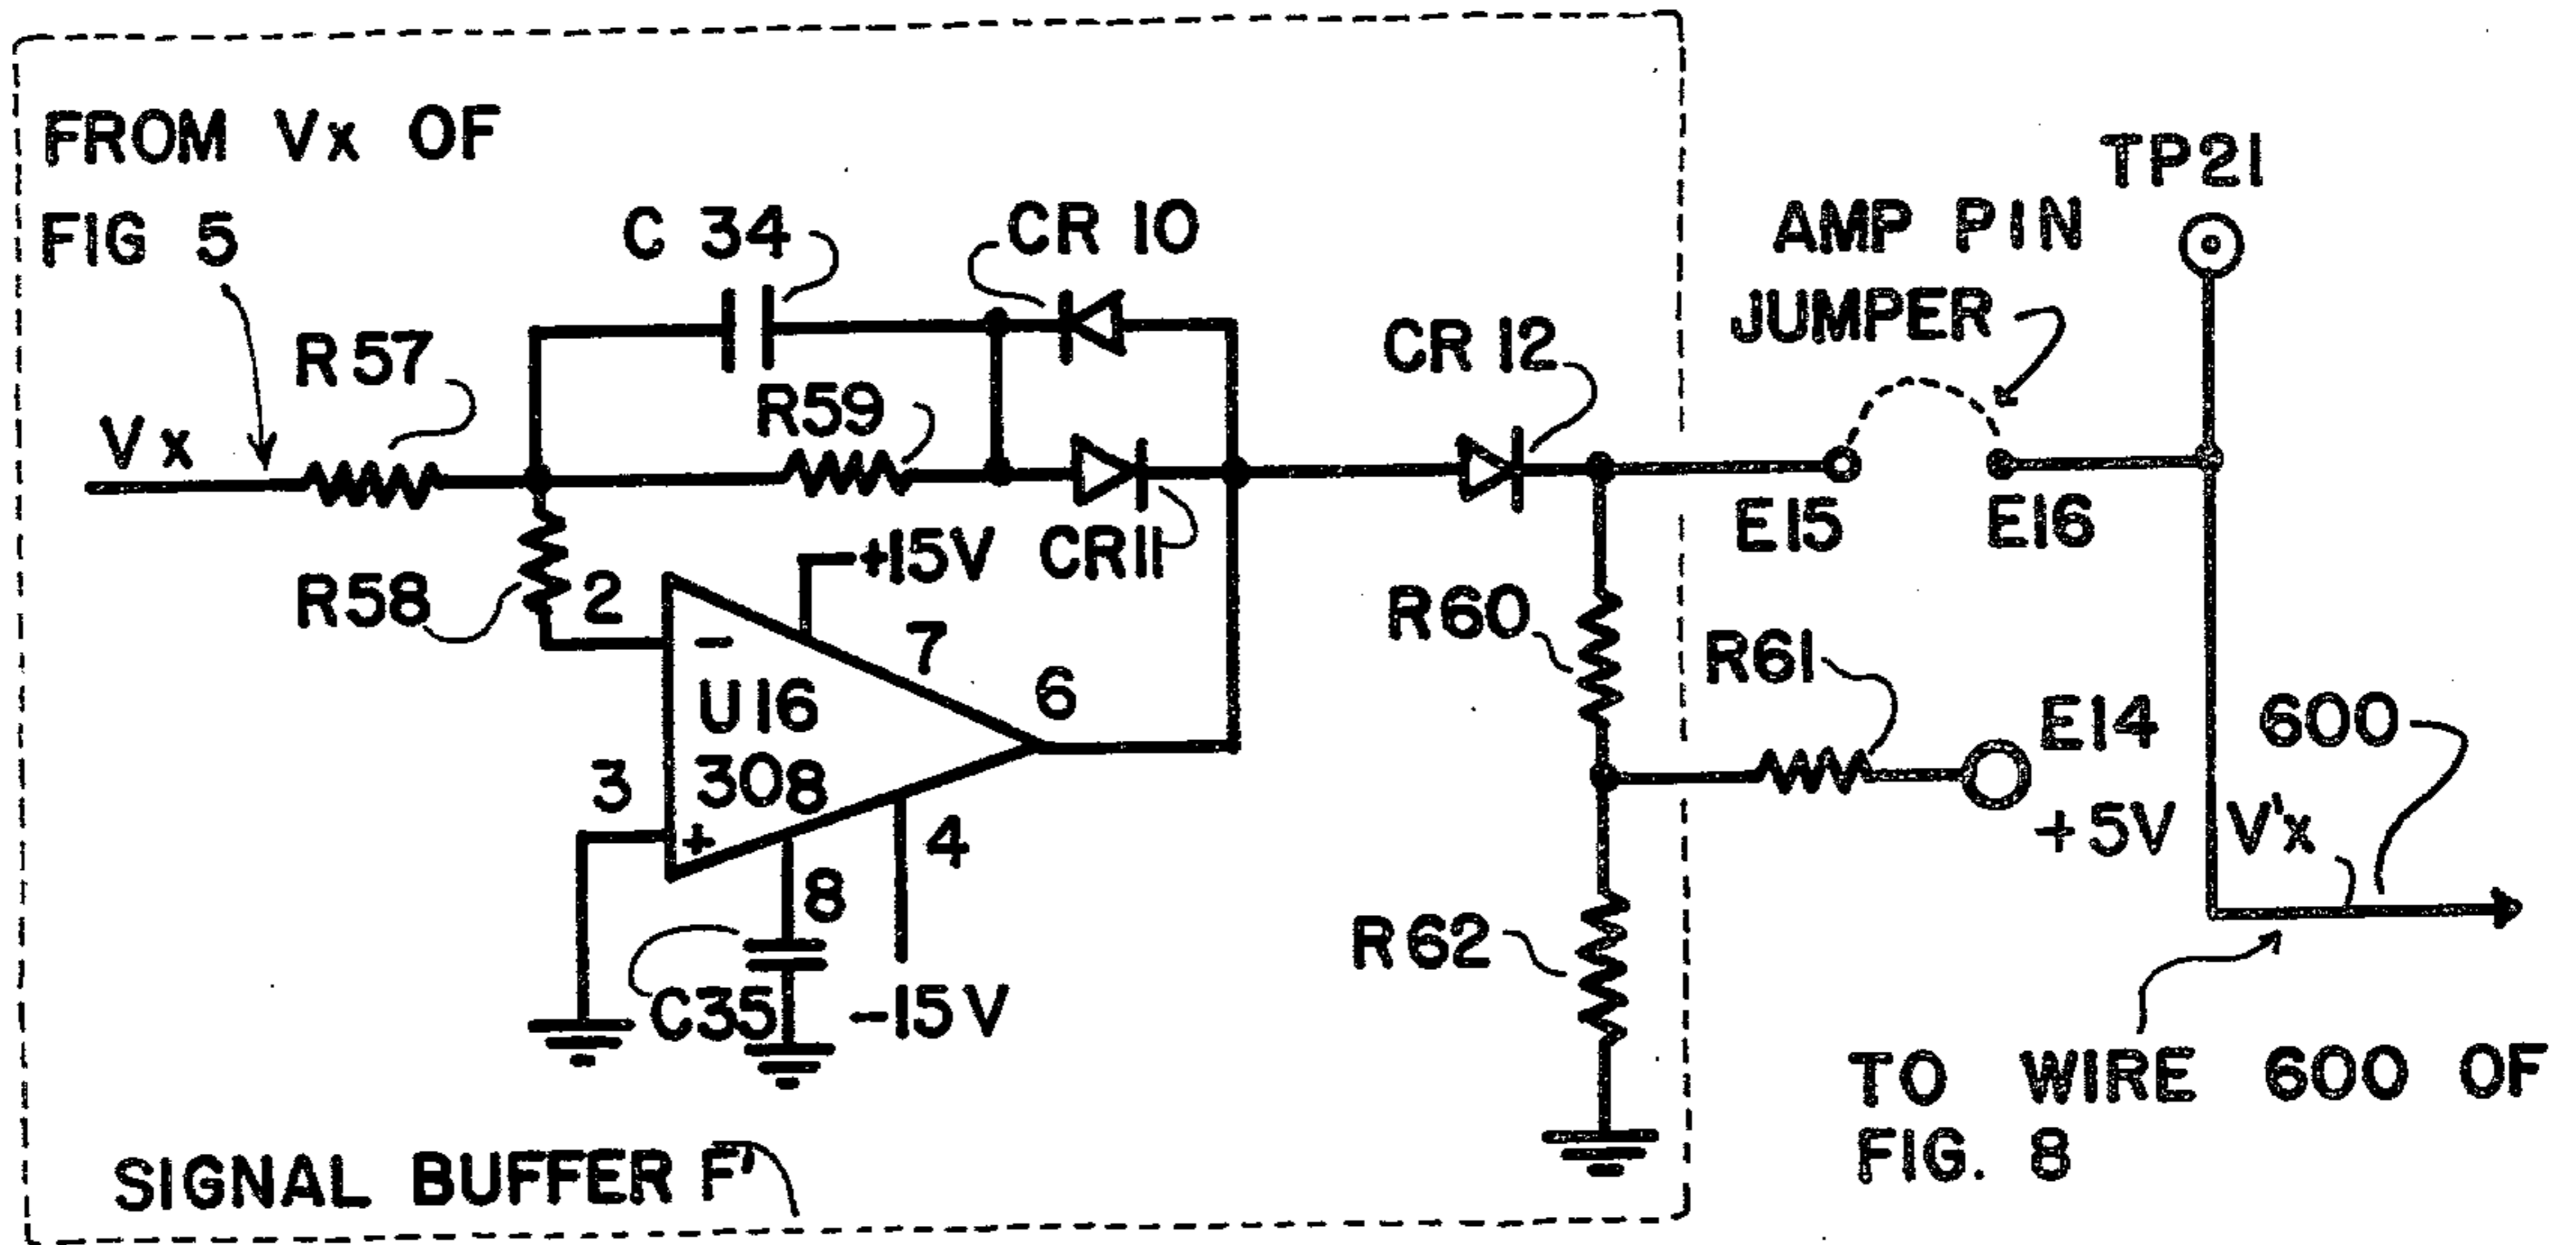 FROM Vx OF
FIG 5
C 34
CR 10
TP21
AMP PIN
JUMPER
R57
R59
CR 12
Vx
E15
E16
+15V
CR11
R58
2
-
7
U16
308
6
R60
R61
E14
600
3
+
4
+5V
V'x
8
R62
C35
-15V
TO WIRE 600 OF
FIG. 8
SIGNAL BUFFER F'